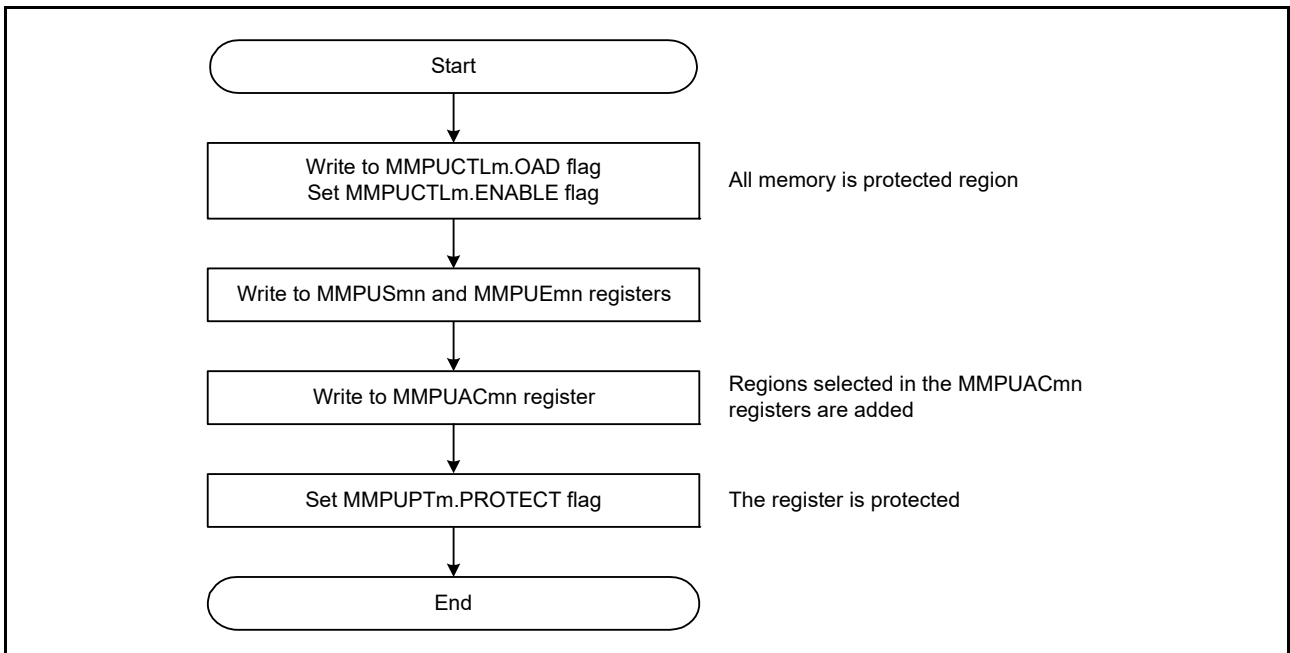 Start
Write to MMPUCTLm.OAD flag
Set MMPUCTLm.ENABLE flag
All memory is protected region
Write to MMPUSmn and MMPUEmn registers
Write to MMPUACmn register
Regions selected in the MMPUACmn
registers are added
Set MMPUPTm.PROTECT flag
The register is protected
End